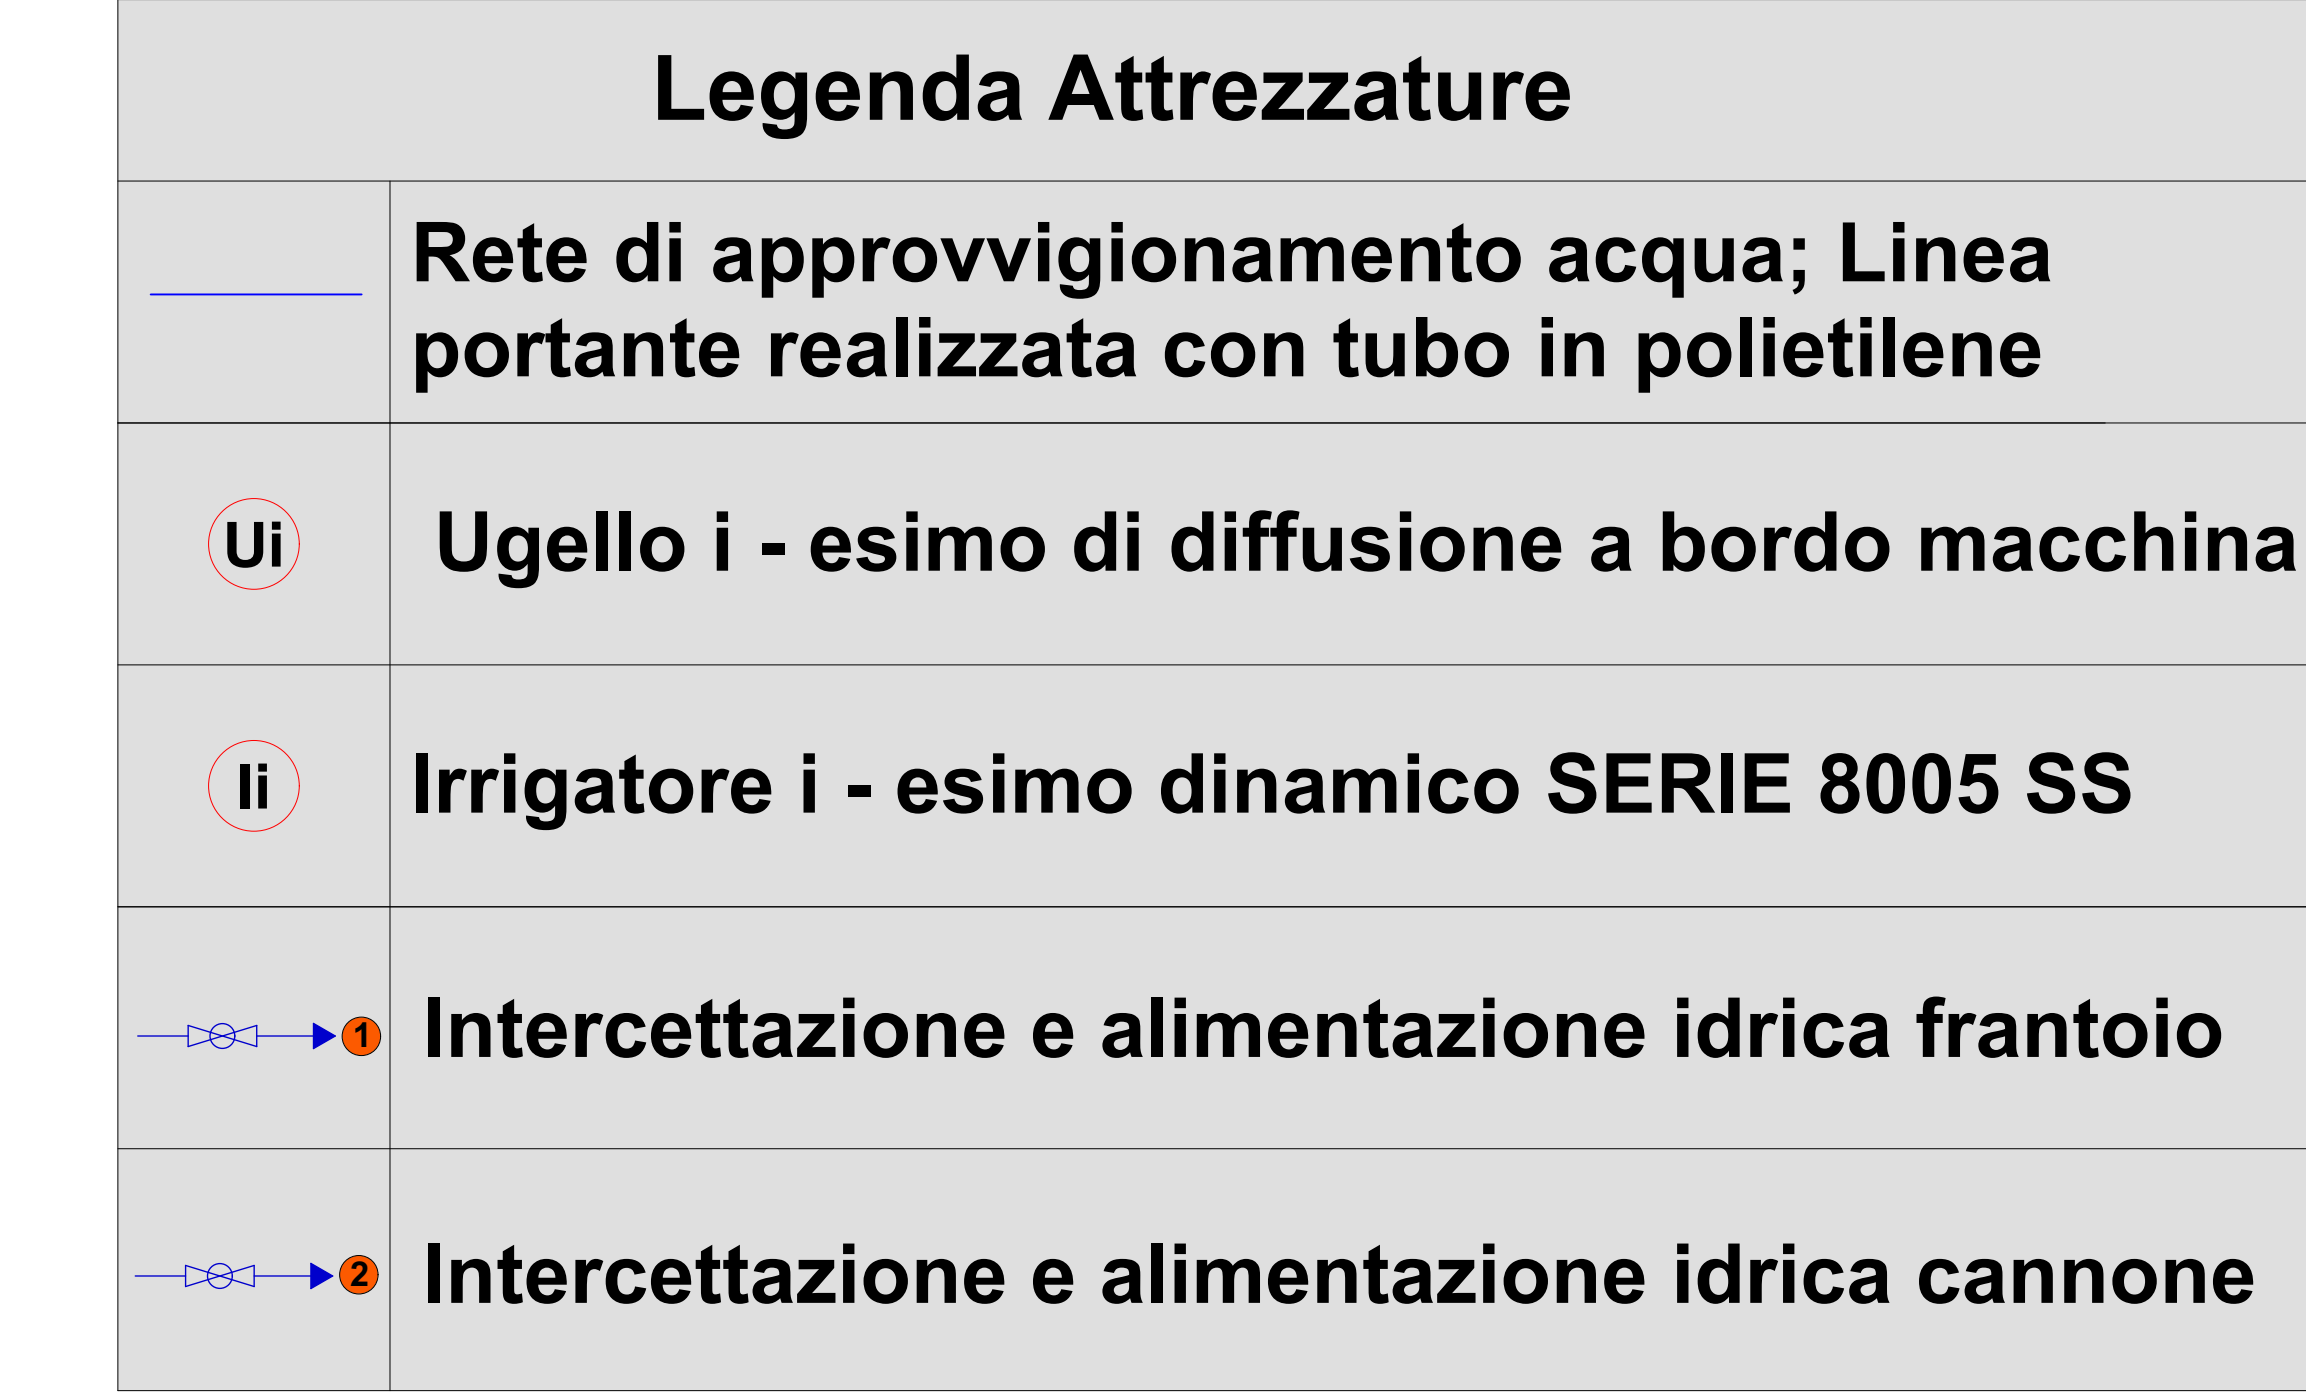 Legenda Attrezzature
Rete di approvvigionamento acqua; Linea
portante realizzata con tubo in polietilene
Ui Ugello i - esimo di diffusione a bordo macchina
Ii Irrigatore i - esimo dinamico SERIE 8005 SS
1 Intercettazione e alimentazione idrica frantoio
2 Intercettazione e alimentazione idrica cannone